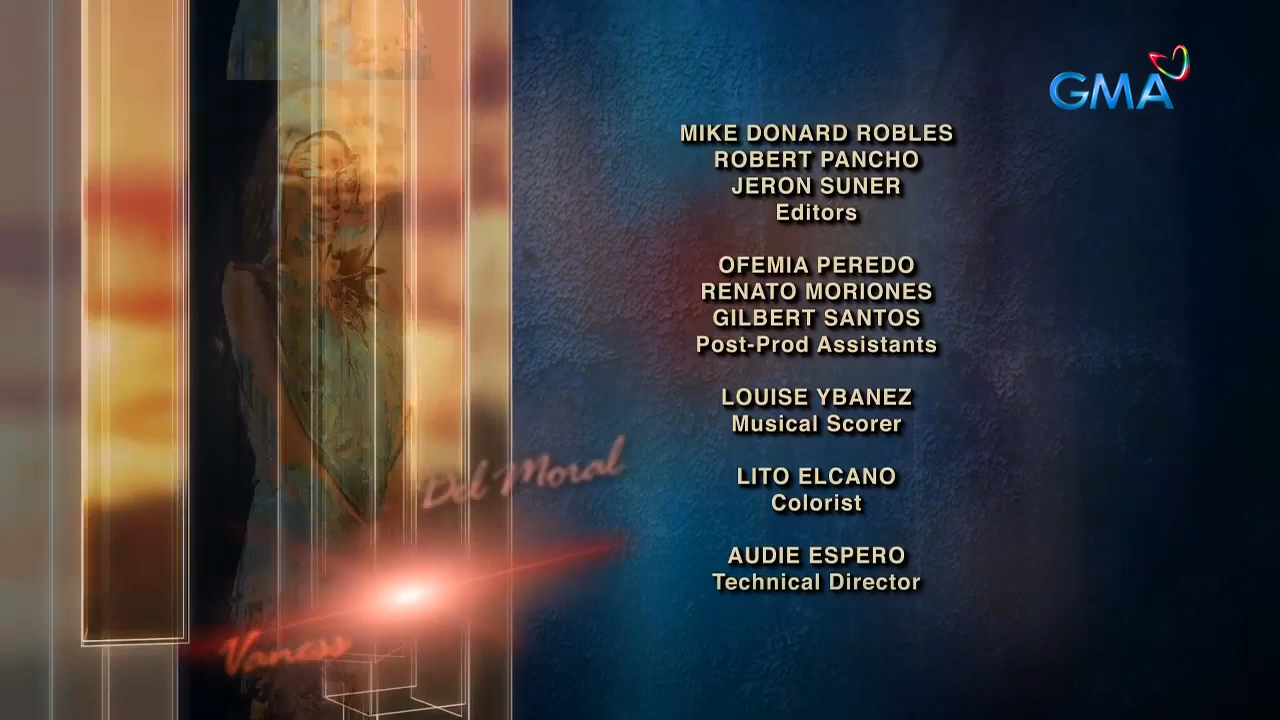 GMA
MIKE DONARD ROBLES
ROBERT PANCHO
JERON SUNER
Editors
OFEMIA PEREDO
RENATO MORIONES
GILBERT SANTOS
Post-Prod Assistants
LOUISE YBANEZ
Musical Scorer
LITO ELCANO
Colorist
AUDIE ESPERO
Technical Director
Del Moral
Vaness